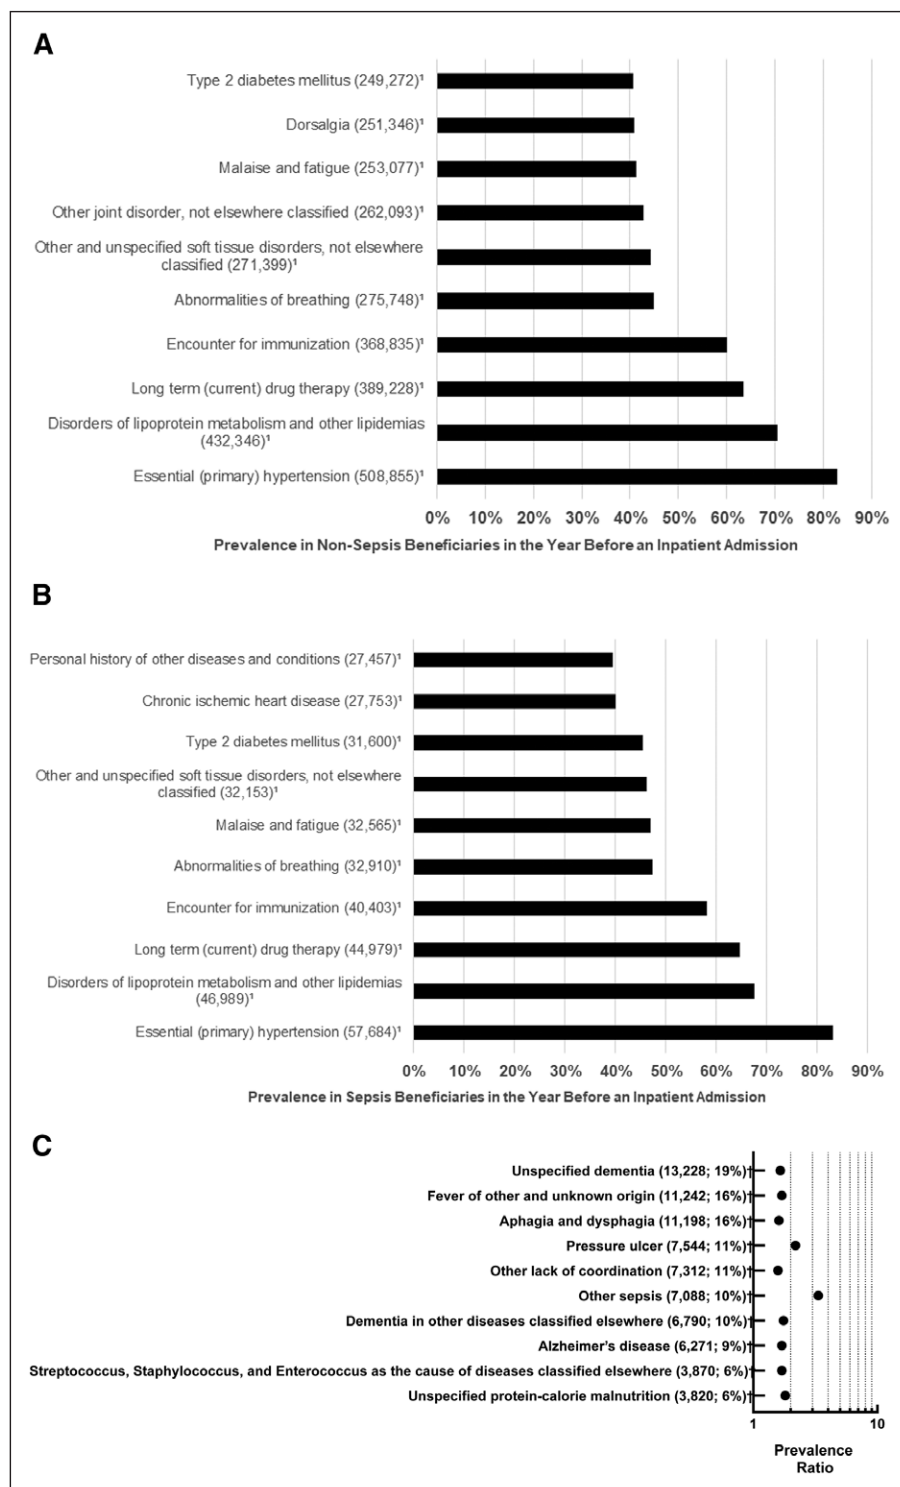 A
Type 2 diabetes mellitus (249,272)¹
Dorsalgia (251,346)¹
Malaise and fatigue (253,077)¹
Other joint disorder, not elsewhere classified (262,093)¹
Other and unspecified soft tissue disorders, not elsewhere
classified (271,399)¹
Abnormalities of breathing (275,748)¹
Encounter for immunization (368,835)¹
Long term (current) drug therapy (389,228)¹
Disorders of lipoprotein metabolism and other lipidemias
(432,346)¹
Essential (primary) hypertension (508,855)¹
0% 10% 20% 30% 40% 50% 60% 70% 80% 90%
Prevalence in Non-Sepsis Beneficiaries in the Year Before an Inpatient Admission
B
Personal history of other diseases and conditions (27,457)¹
Chronic ischemic heart disease (27,753)¹
Type 2 diabetes mellitus (31,600)¹
Other and unspecified soft tissue disorders, not elsewhere
classified (32,153)¹
Malaise and fatigue (32,565)¹
Abnormalities of breathing (32,910)¹
Encounter for immunization (40,403)¹
Long term (current) drug therapy (44,979)¹
Disorders of lipoprotein metabolism and other lipidemias
(46,989)¹
Essential (primary) hypertension (57,684)¹
0% 10% 20% 30% 40% 50% 60% 70% 80% 90%
Prevalence in Sepsis Beneficiaries in the Year Before an Inpatient Admission
C
Unspecified dementia (13,228; 19%)†
Fever of other and unknown origin (11,242; 16%)†
Aphagia and dysphagia (11,198; 16%)†
Pressure ulcer (7,544; 11%)†
Other lack of coordination (7,312; 11%)†
Other sepsis (7,088; 10%)†
Dementia in other diseases classified elsewhere (6,790; 10%)†
Alzheimer's disease (6,271; 9%)†
Streptococcus, Staphylococcus, and Enterococcus as the cause of diseases classified elsewhere (3,870; 6%)†
Unspecified protein-calorie malnutrition (3,820; 6%)†
1 10
Prevalence
Ratio